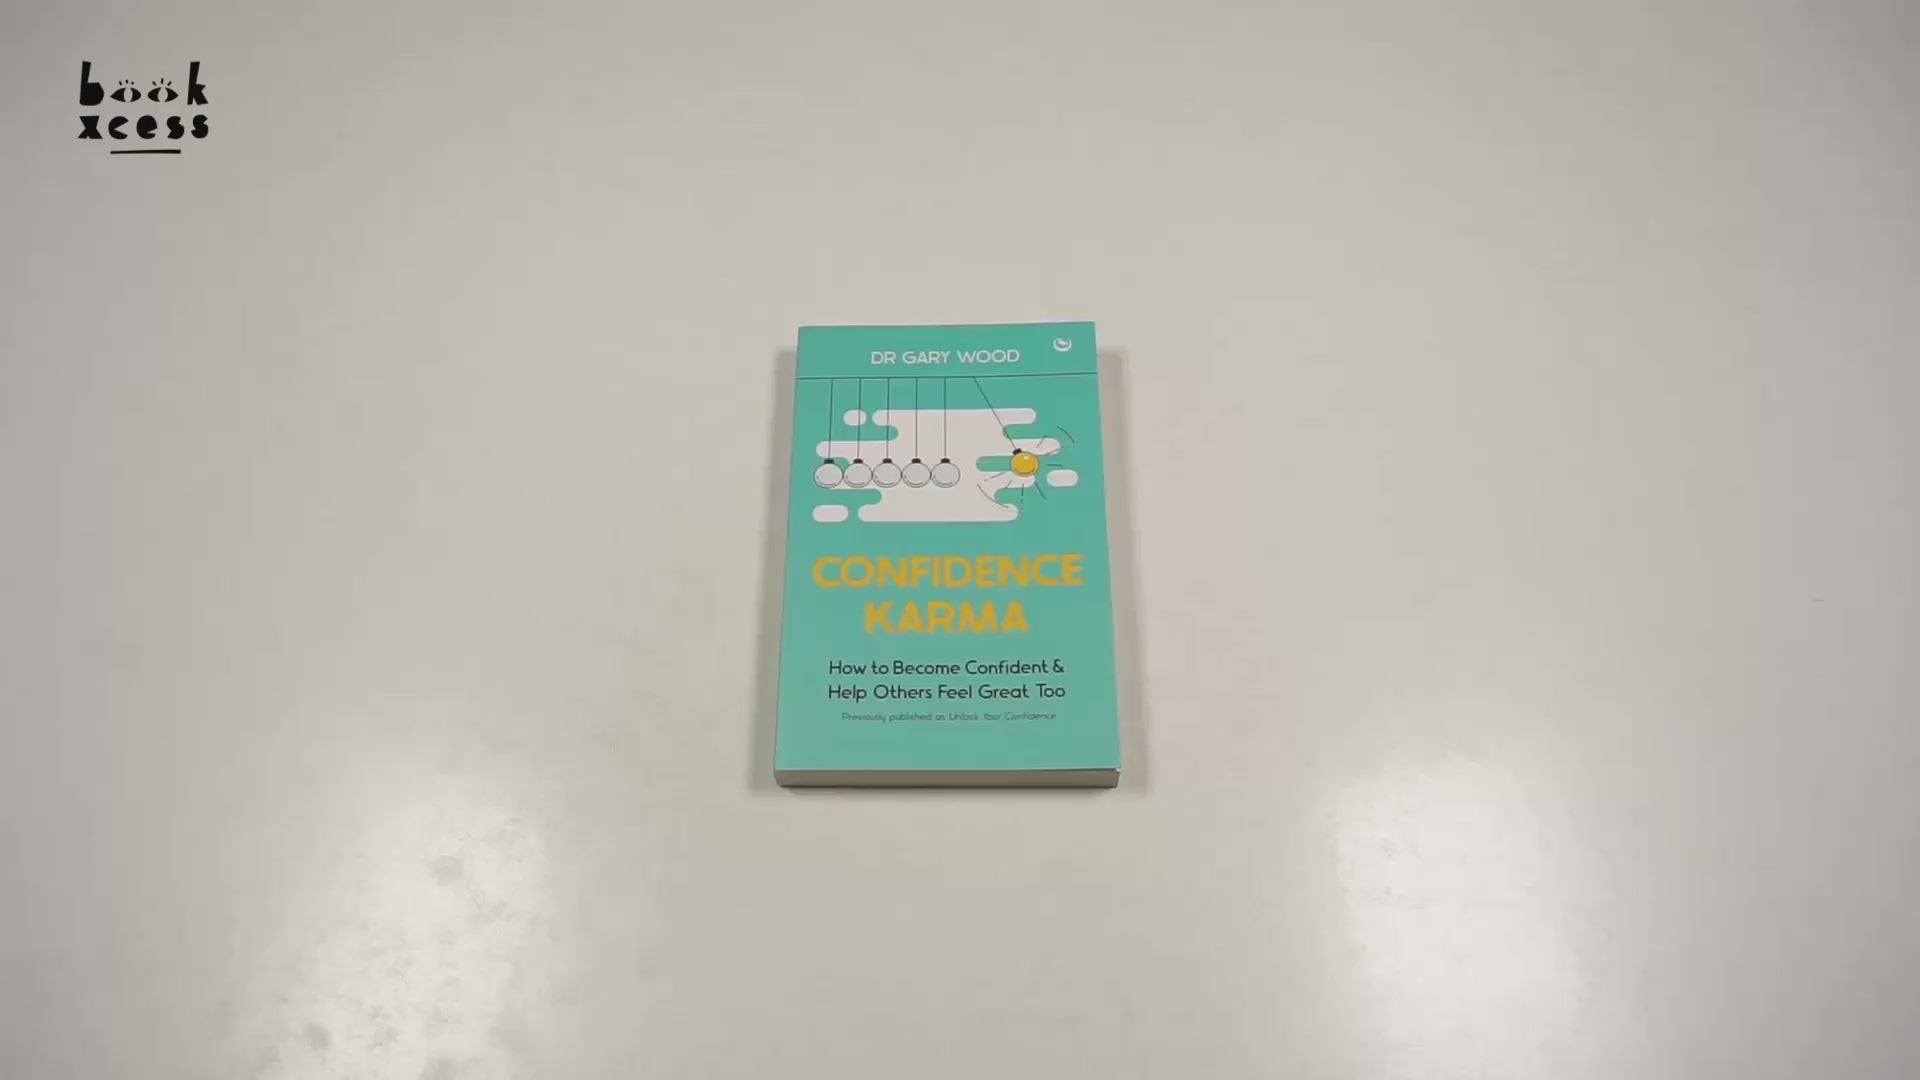 book
xcess
DR GARY WOOD
CONFIDENCE
KARMA
How to Become Confident &
Help Others Feel Great Too
Previously published as Unlock Your Confidence